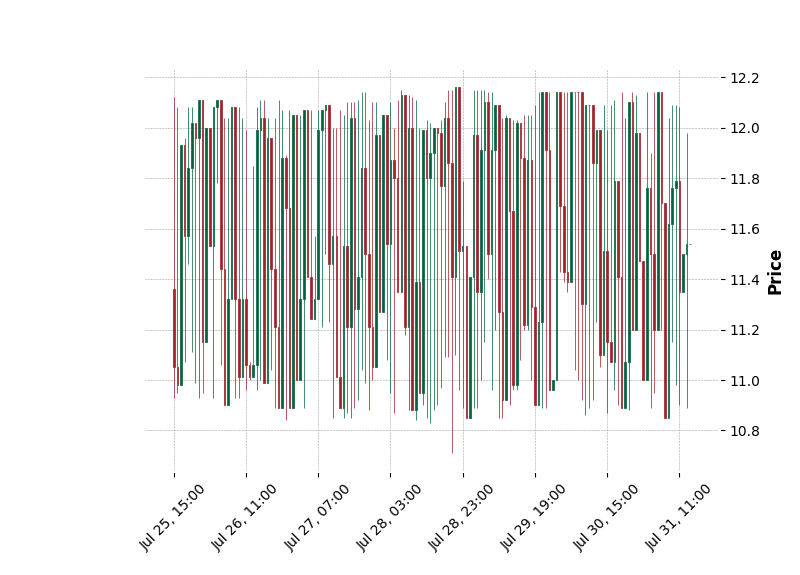 12.2
12.0
11.8
11.6
11.4
11.2
11.0
10.8
Price
Jul 25, 15:00
Jul 26, 11:00
Jul 27, 07:00
Jul 28, 03:00
Jul 28, 23:00
Jul 29, 19:00
Jul 30, 15:00
Jul 31, 11:00